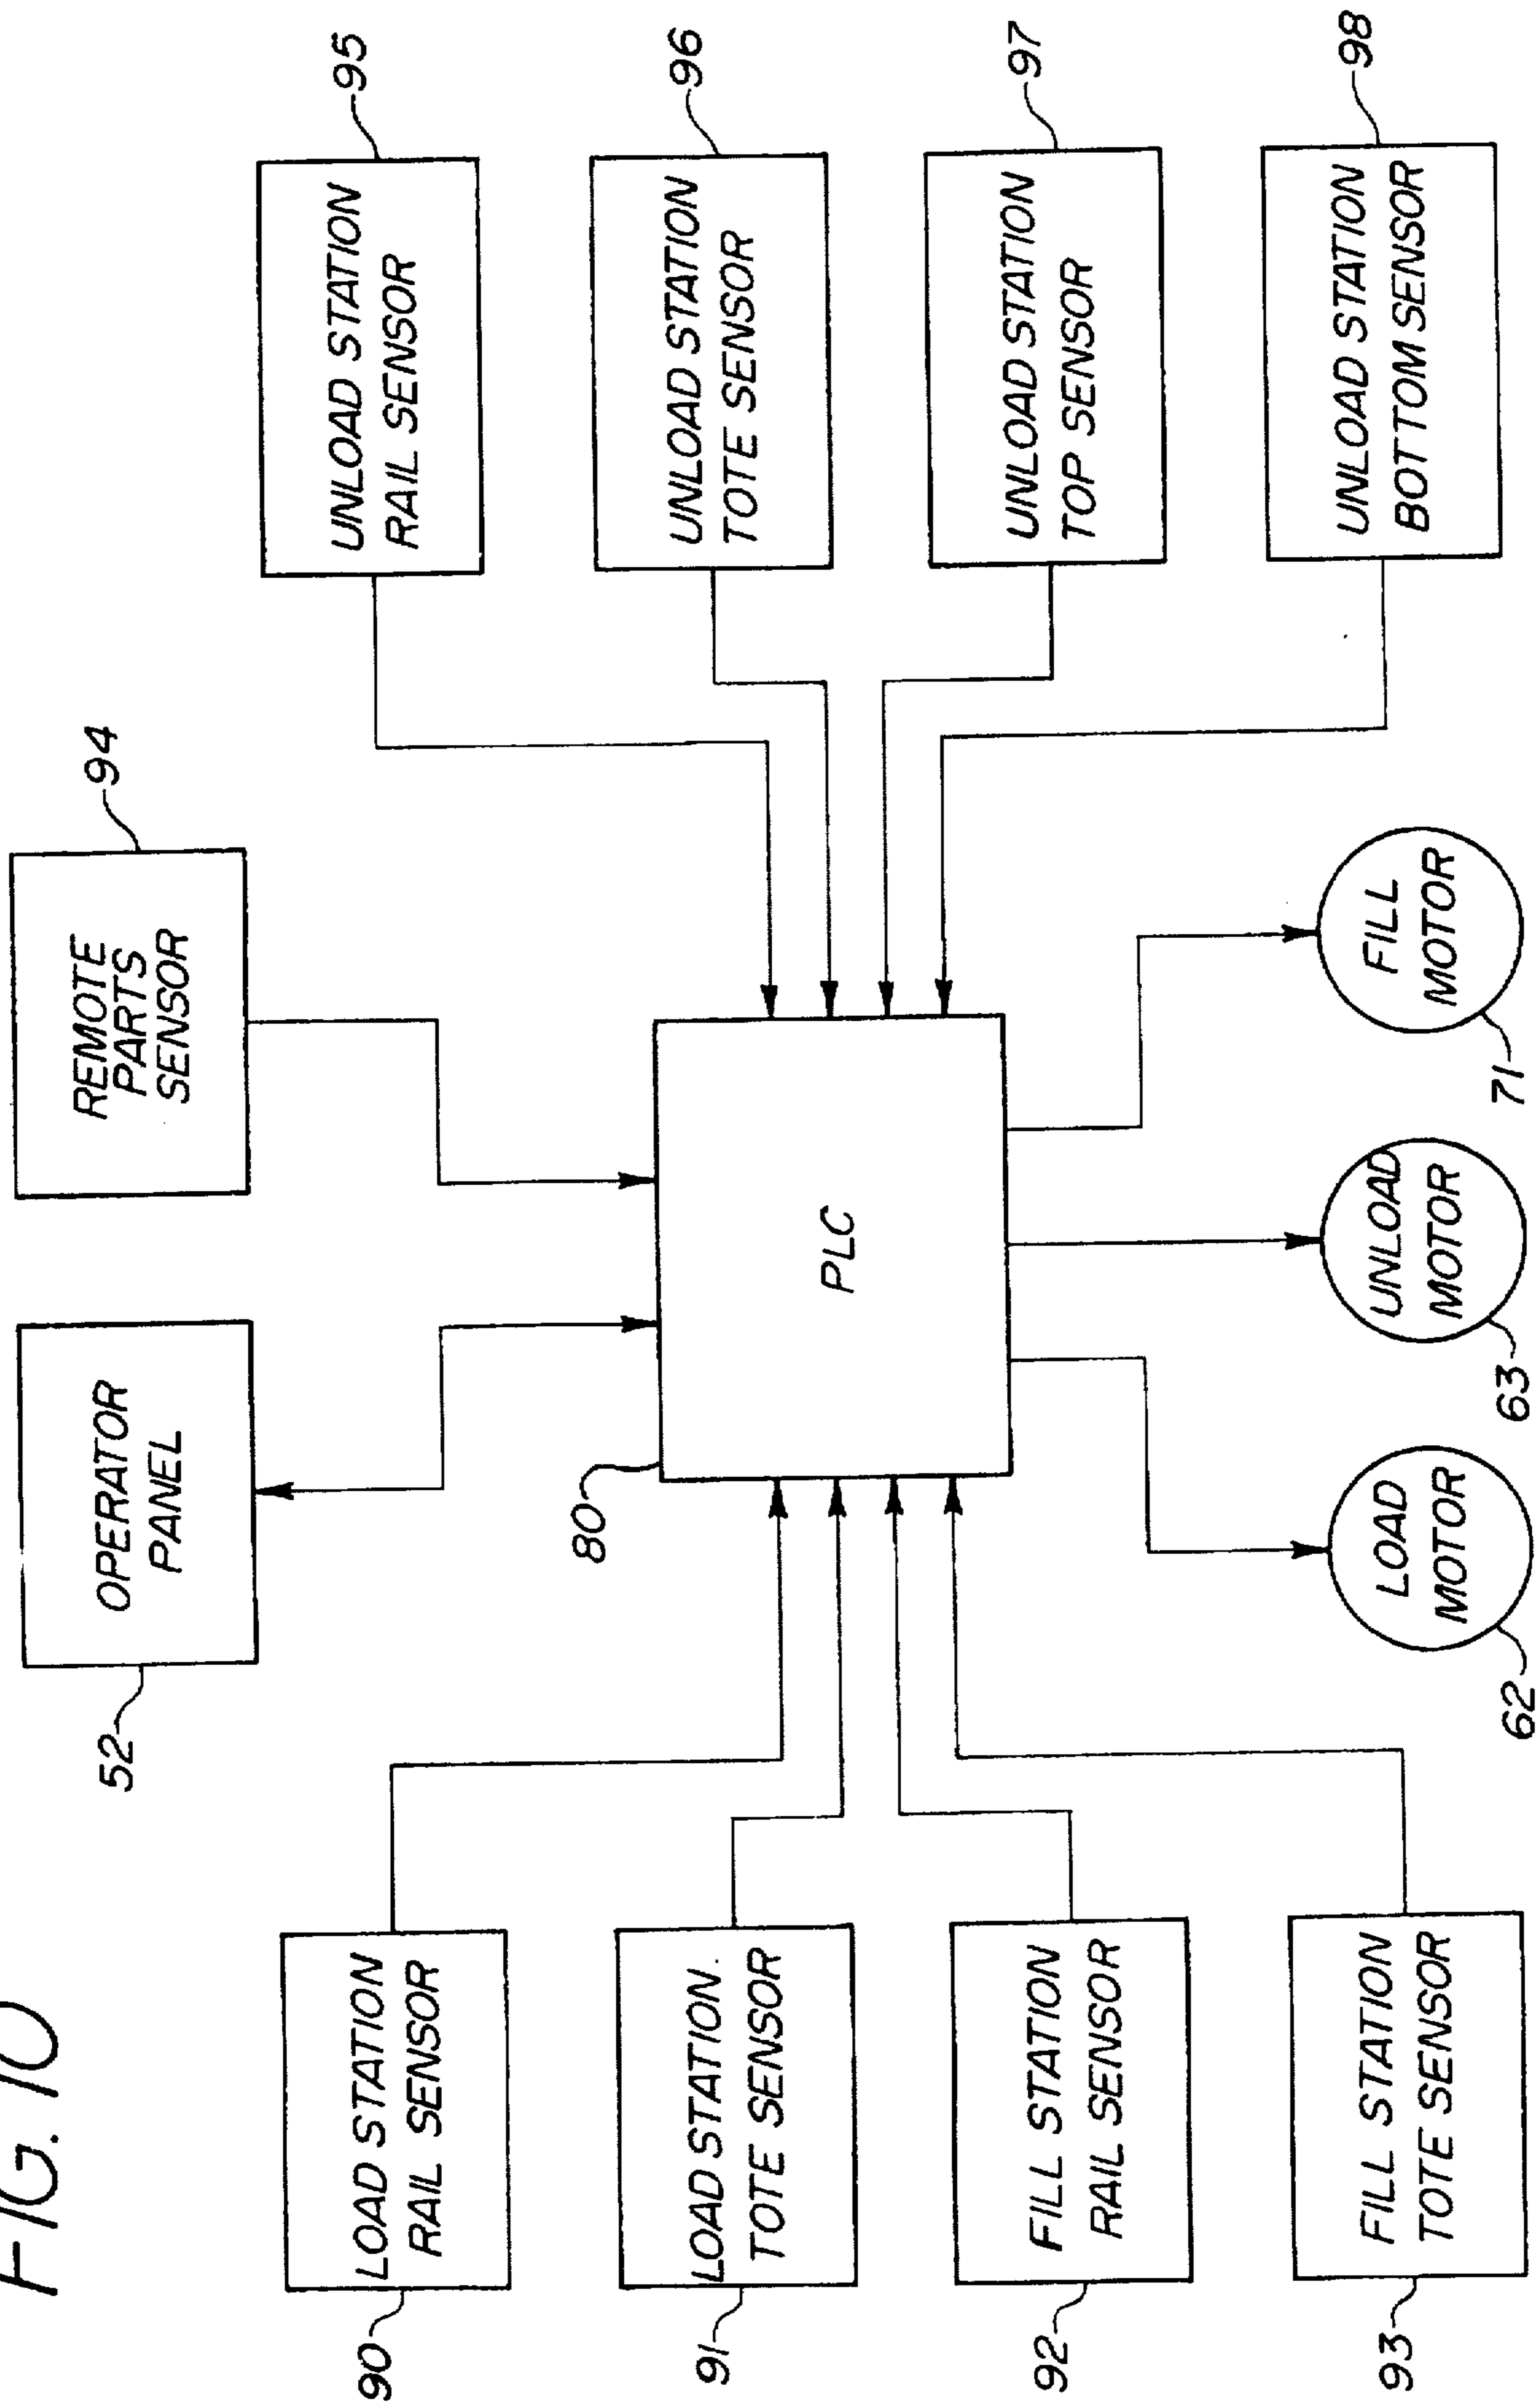 FIG. 10
52
OPERATOR
PANEL
REMOTE
PARTS
SENSOR
94
90
LOAD STATION
RAIL SENSOR
91
LOAD STATION.
TOTE SENSOR
92
FILL STATION
RAIL SENSOR
93
FILL STATION
TOTE SENSOR
80
PLC
UNLOAD STATION
RAIL SENSOR
95
UNLOAD STATION
TOTE SENSOR
96
UNLOAD STATION
TOP SENSOR
97
UNLOAD STATION
BOTTOM SENSOR
98
62
LOAD
MOTOR
63
UNLOAD
MOTOR
71
FILL
MOTOR